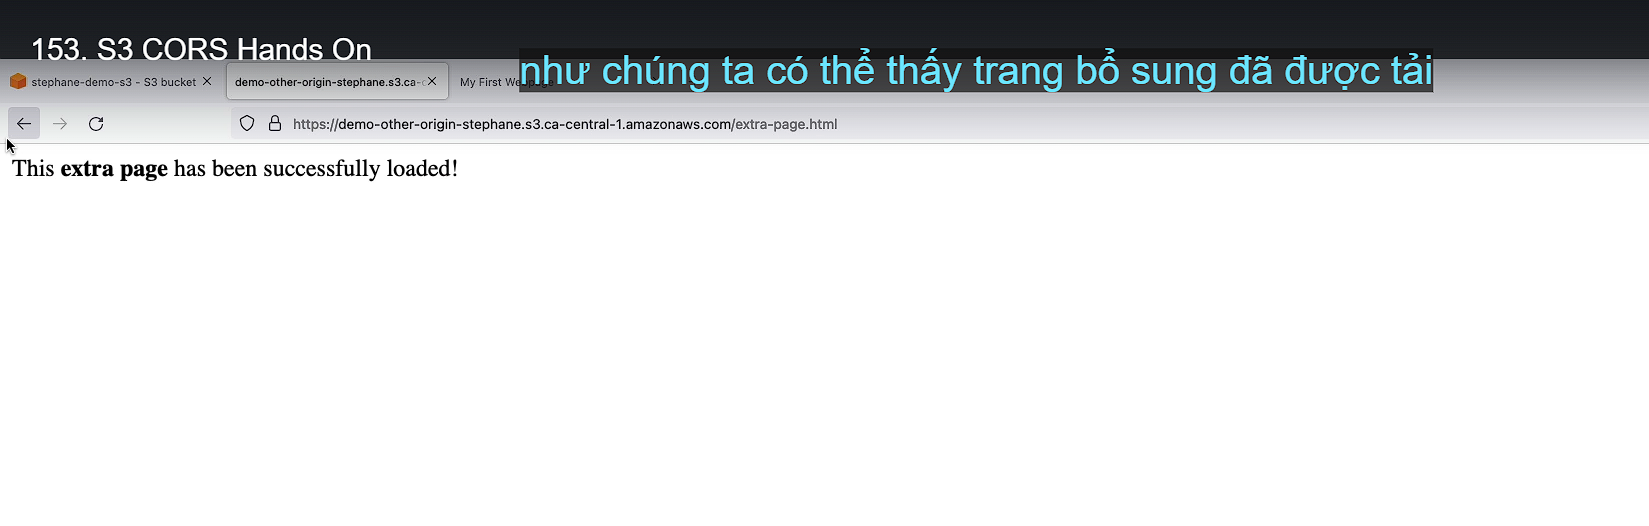 153. S3 CORS Hands On
như chúng ta có thể thấy trang bổ sung đã được tải
stephane-demo-s3 - S3 bucket
demo-other-origin-stephane.s3.ca-
My First We
https://demo-other-origin-stephane.s3.ca-central-1.amazonaws.com/extra-page.html
This extra page has been successfully loaded!